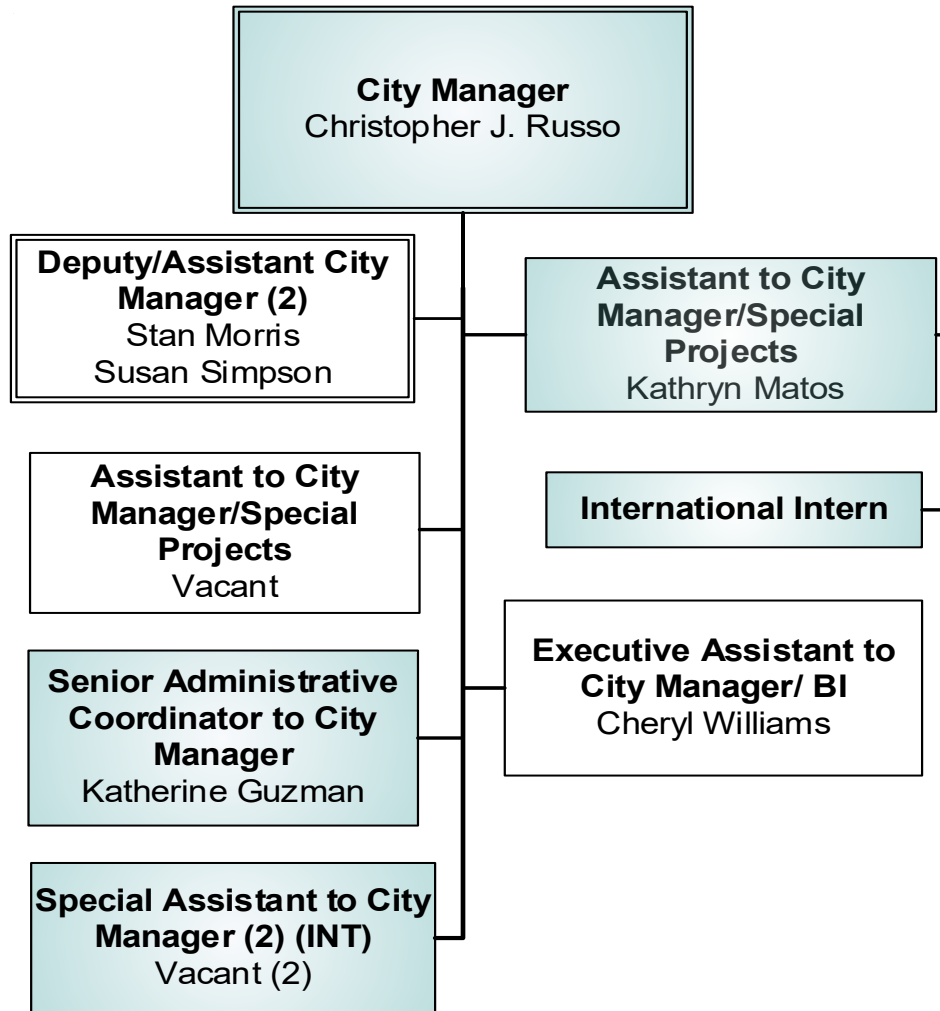 City Manager
Christopher J. Russo
Deputy/Assistant City
Manager (2)
Stan Morris
Susan Simpson
Assistant to City
Manager/Special
Projects
Kathryn Matos
Assistant to City
Manager/Special
Projects
Vacant
International Intern
Executive Assistant to
City Manager/ BI
Cheryl Williams
Senior Administrative
Coordinator to City
Manager
Katherine Guzman
Special Assistant to City
Manager (2) (INT)
Vacant (2)